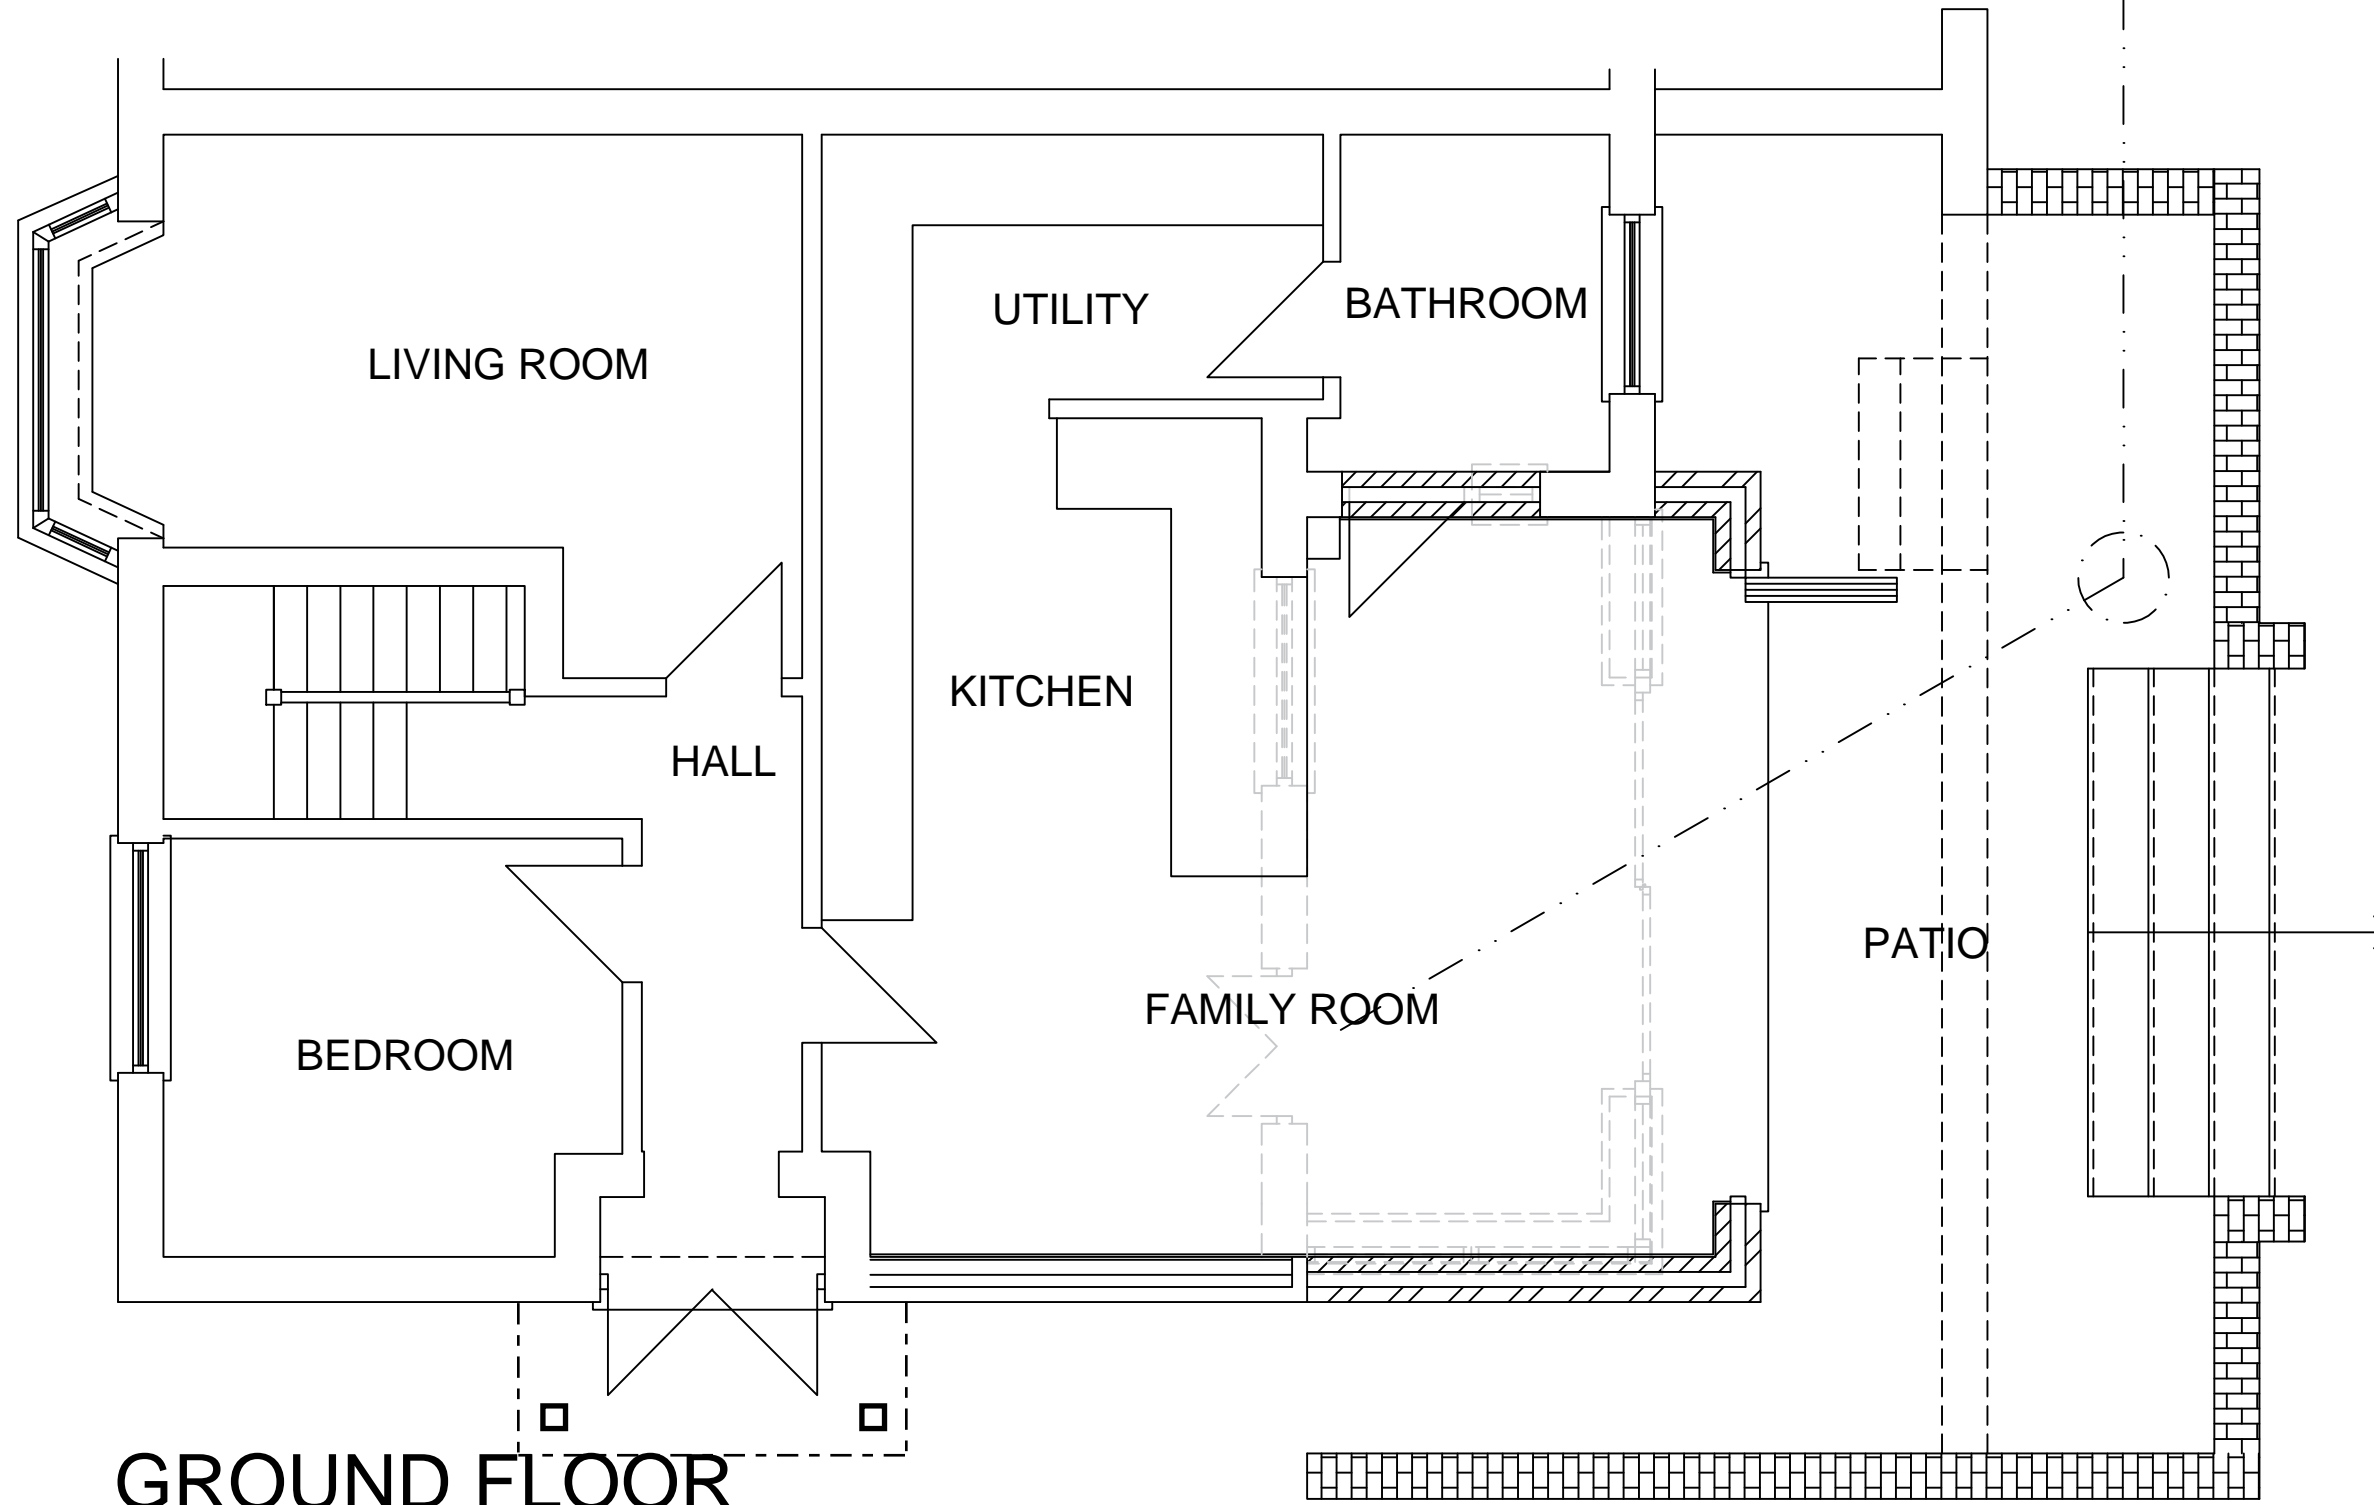 UTILITY
BATHROOM
LIVING ROOM
KITCHEN
HALL
PATIO
FAMILY ROOM
BEDROOM
GROUND FLOOR